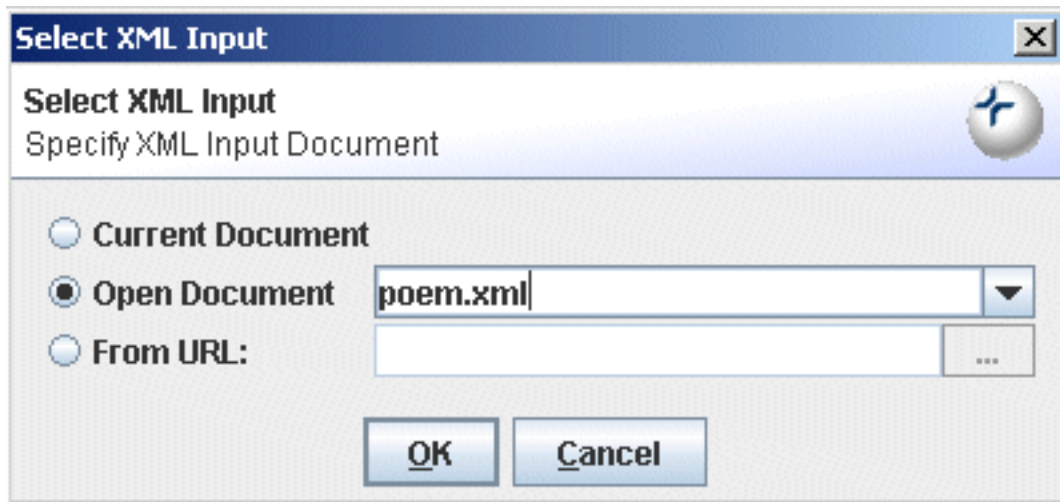 Select XML Input
Select XML Input
Specify XML Input Document
Current Document
Open Document poem.xml
From URL: ...
OK Cancel